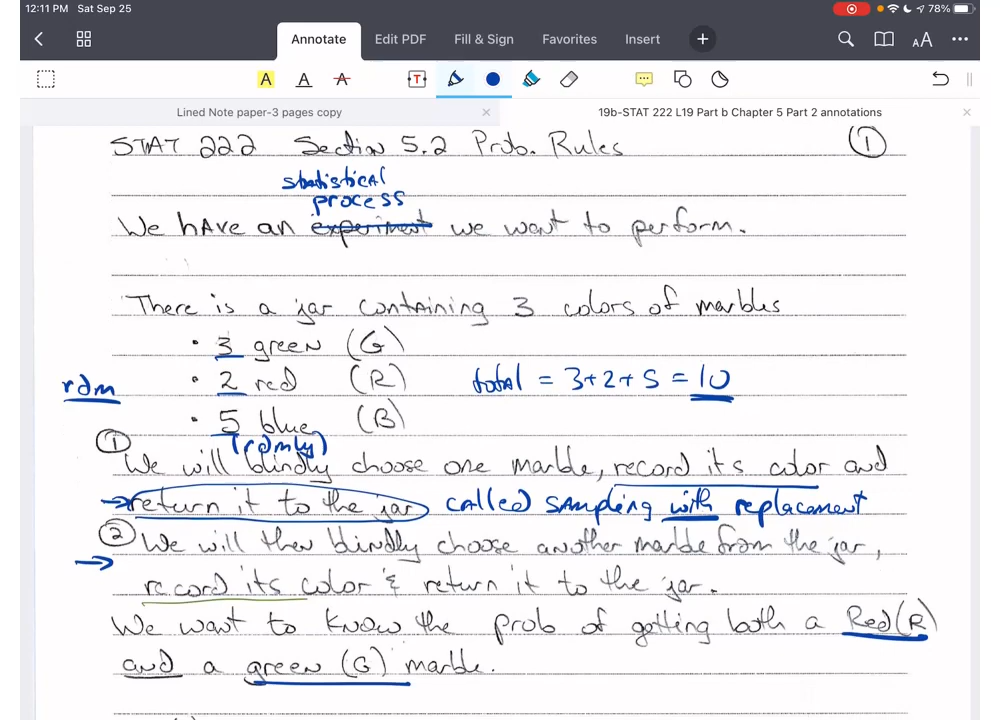 12:11 PM Sat Sep 25 78%
Annotate Edit PDF Fill & Sign Favorites Insert
AA
A A A T
Lined Note paper-3 pages copy × 19b-STAT 222 L19 Part b Chapter 5 Part 2 annotations ×
STAT 222 Section 5.2 Prob. Rules 1
statistical
process
We have an experiment we want to perform.
There is a jar containing 3 colors of marbles
• 3 green (G)
rdm • 2 red (R) total = 3+2+5 = 10
• 5 blue (B)
(rdmly)
① We will blindly choose one marble, record its color and
→ return it to the jar called sampling with replacement
② We will then blindly choose another marble from the jar,
→ record its color & return it to the jar.
We want to know the prob of getting both a Red (R)
and a green (G) marble.